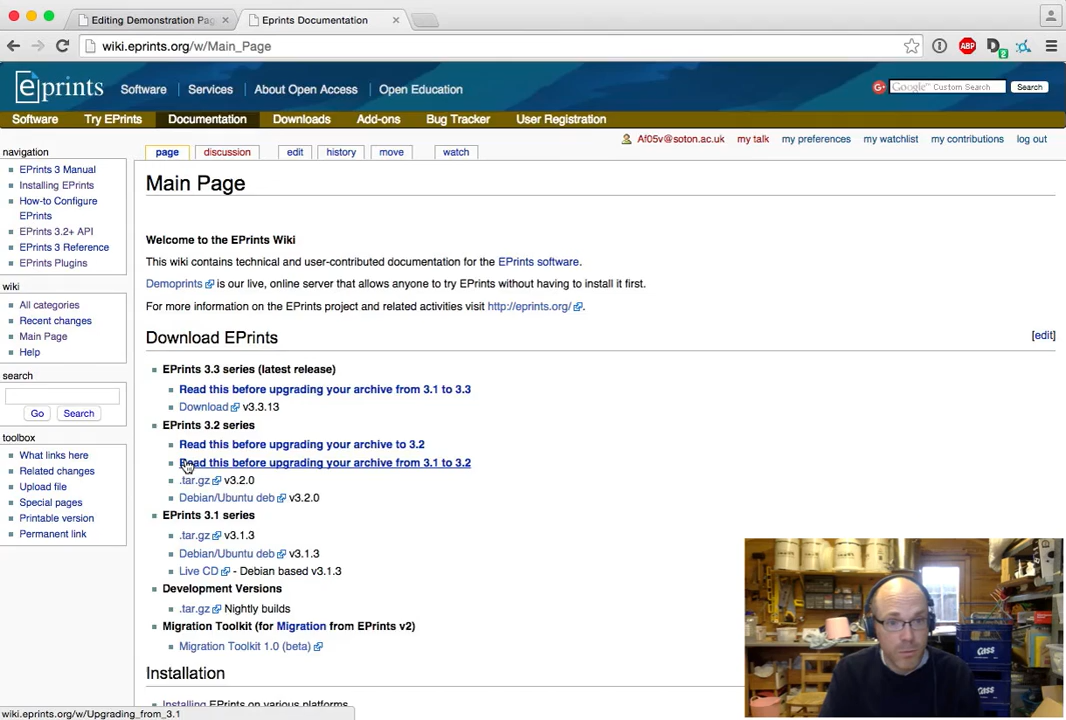 Editing Demonstration Pag
Eprints Documentation
wiki.eprints.org/w/Main_Page
ABP
2
eprints
Software Services About Open Access Open Education
Google™ Custom Search Search
Software Try EPrints Documentation Downloads Add-ons Bug Tracker User Registration
Af05v@soton.ac.uk my talk my preferences my watchlist my contributions log out
page discussion edit history move watch
navigation
EPrints 3 Manual
Installing EPrints
How-to Configure
EPrints
EPrints 3.2+ API
EPrints 3 Reference
EPrints Plugins
wiki
All categories
Recent changes
Main Page
Help
search
Go Search
toolbox
What links here
Related changes
Upload file
Special pages
Printable version
Permanent link
Main Page
Welcome to the EPrints Wiki
This wiki contains technical and user-contributed documentation for the EPrints software.
Demoprints is our live, online server that allows anyone to try EPrints without having to install it first.
For more information on the EPrints project and related activities visit http://eprints.org/.
Download EPrints [edit]
EPrints 3.3 series (latest release)
Read this before upgrading your archive from 3.1 to 3.3
Download v3.3.13
EPrints 3.2 series
Read this before upgrading your archive to 3.2
Read this before upgrading your archive from 3.1 to 3.2
.tar.gz v3.2.0
Debian/Ubuntu deb v3.2.0
EPrints 3.1 series
.tar.gz v3.1.3
Debian/Ubuntu deb v3.1.3
Live CD - Debian based v3.1.3
Development Versions
.tar.gz Nightly builds
Migration Toolkit (for Migration from EPrints v2)
Migration Toolkit 1.0 (beta)
Installation
Installing EPrints on various platforms
wiki.eprints.org/w/Upgrading_from_3.1
Cass
Cass